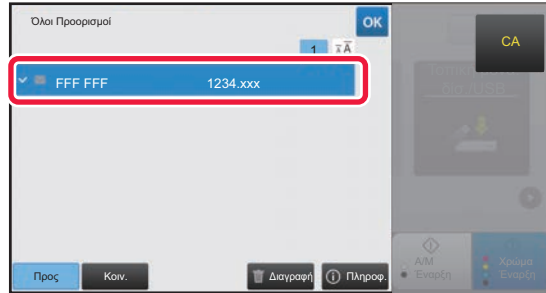 Όλοι Προορισμοί
OK
CA
1
FFF FFF 1234.xxx
Προς
Κοιν.
Διαγραφή
Πληροφ.
A/M
Έναρξη
Χρώμα
Έναρξη